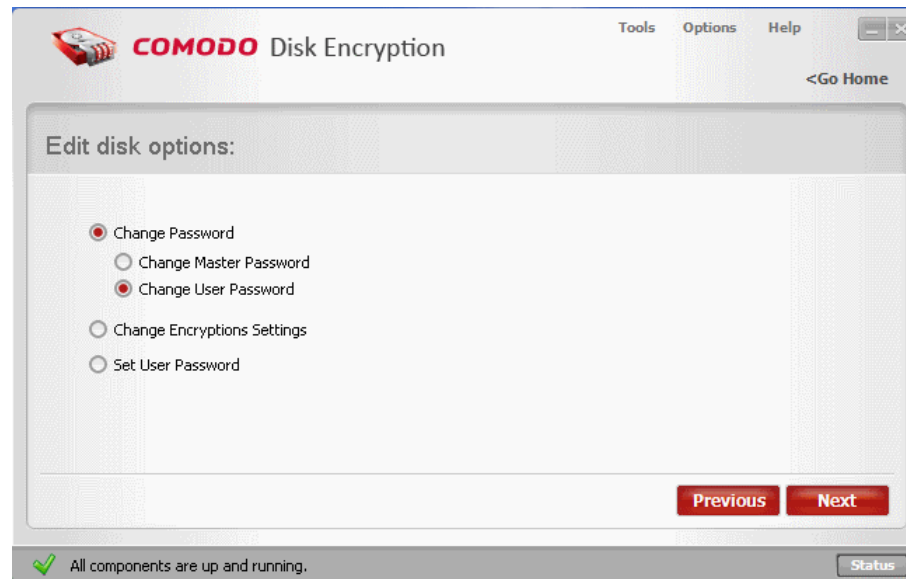 Tools Options Help
COMODO Disk Encryption
<Go Home
Edit disk options:
Change Password
Change Master Password
Change User Password
Change Encryptions Settings
Set User Password
Previous Next
All components are up and running. Status